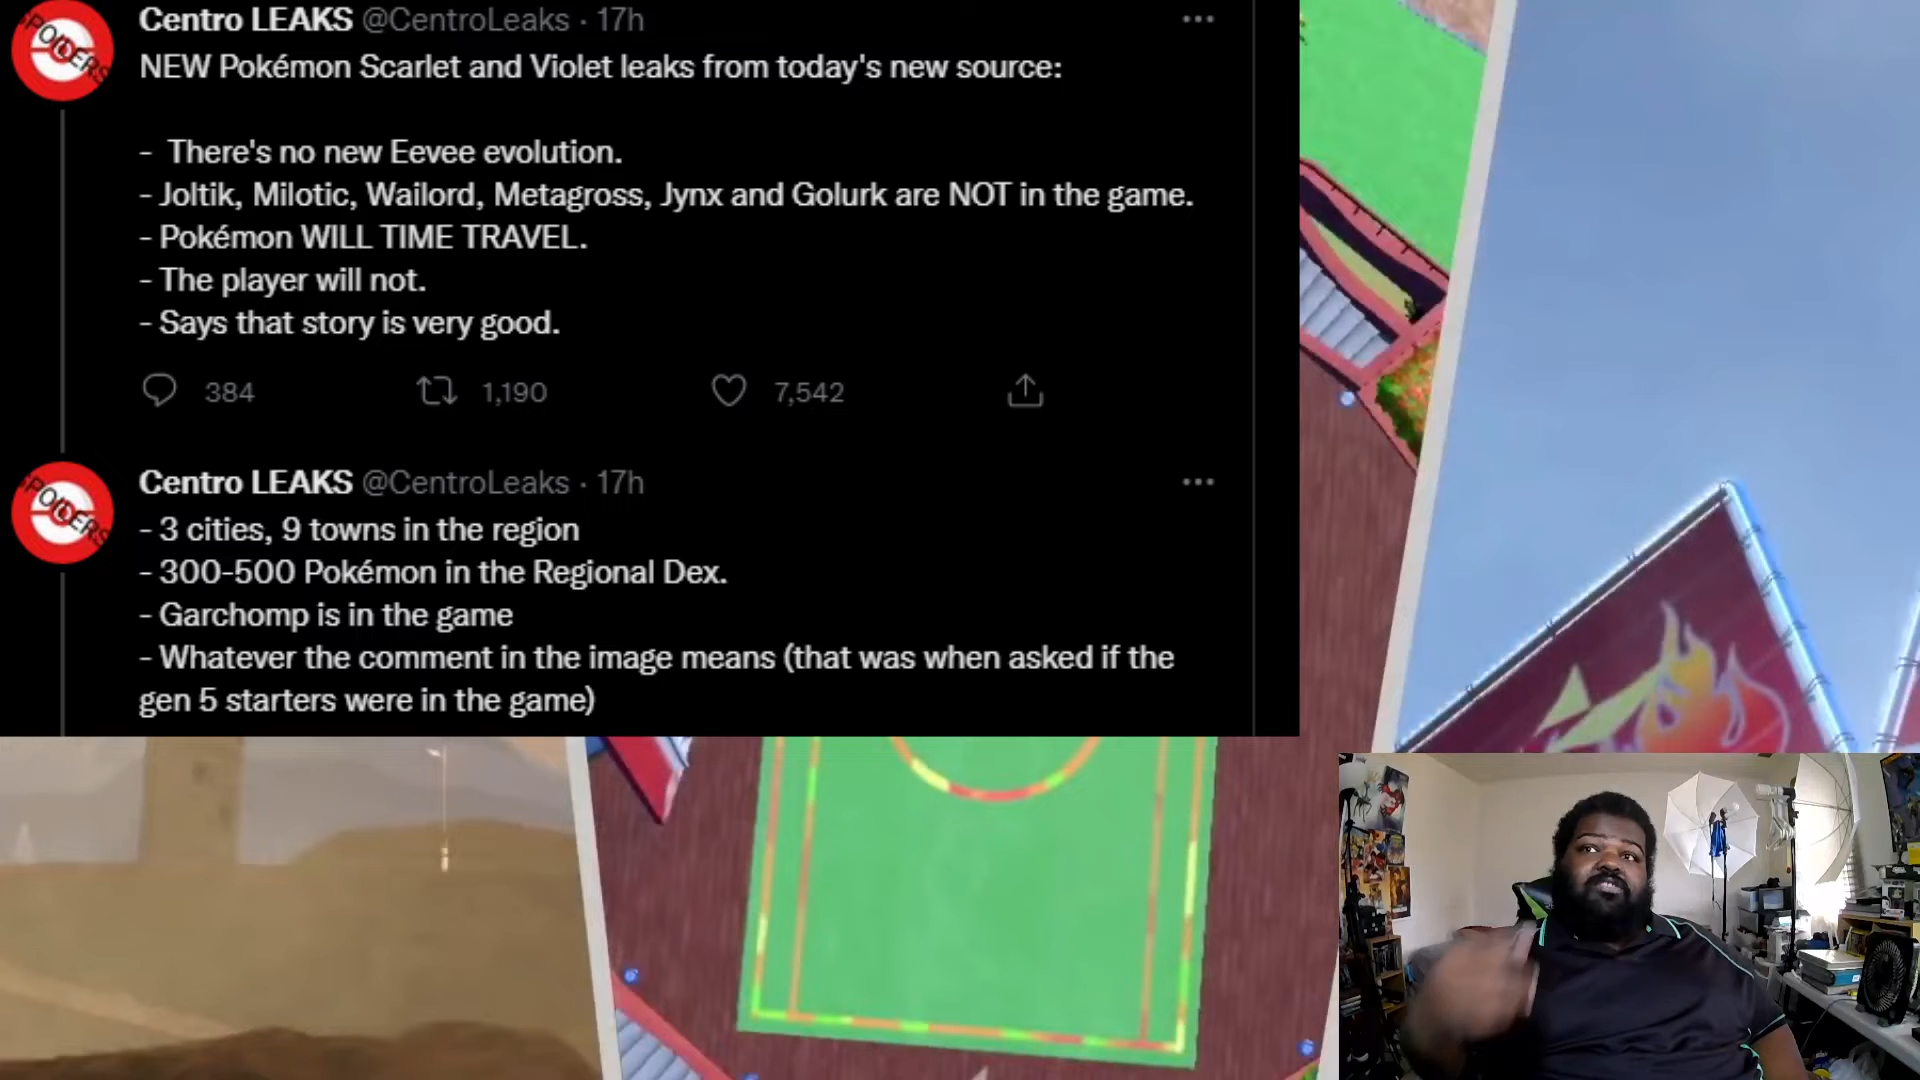 SPOILERS
Centro LEAKS @CentroLeaks · 17h
NEW Pokémon Scarlet and Violet leaks from today's new source:
- There's no new Eevee evolution.
- Joltik, Milotic, Wailord, Metagross, Jynx and Golurk are NOT in the game.
- Pokémon WILL TIME TRAVEL.
- The player will not.
- Says that story is very good.
384 1,190 7,542
SPOILERS
Centro LEAKS @CentroLeaks · 17h
- 3 cities, 9 towns in the region
- 300-500 Pokémon in the Regional Dex.
- Garchomp is in the game
- Whatever the comment in the image means (that was when asked if the
gen 5 starters were in the game)